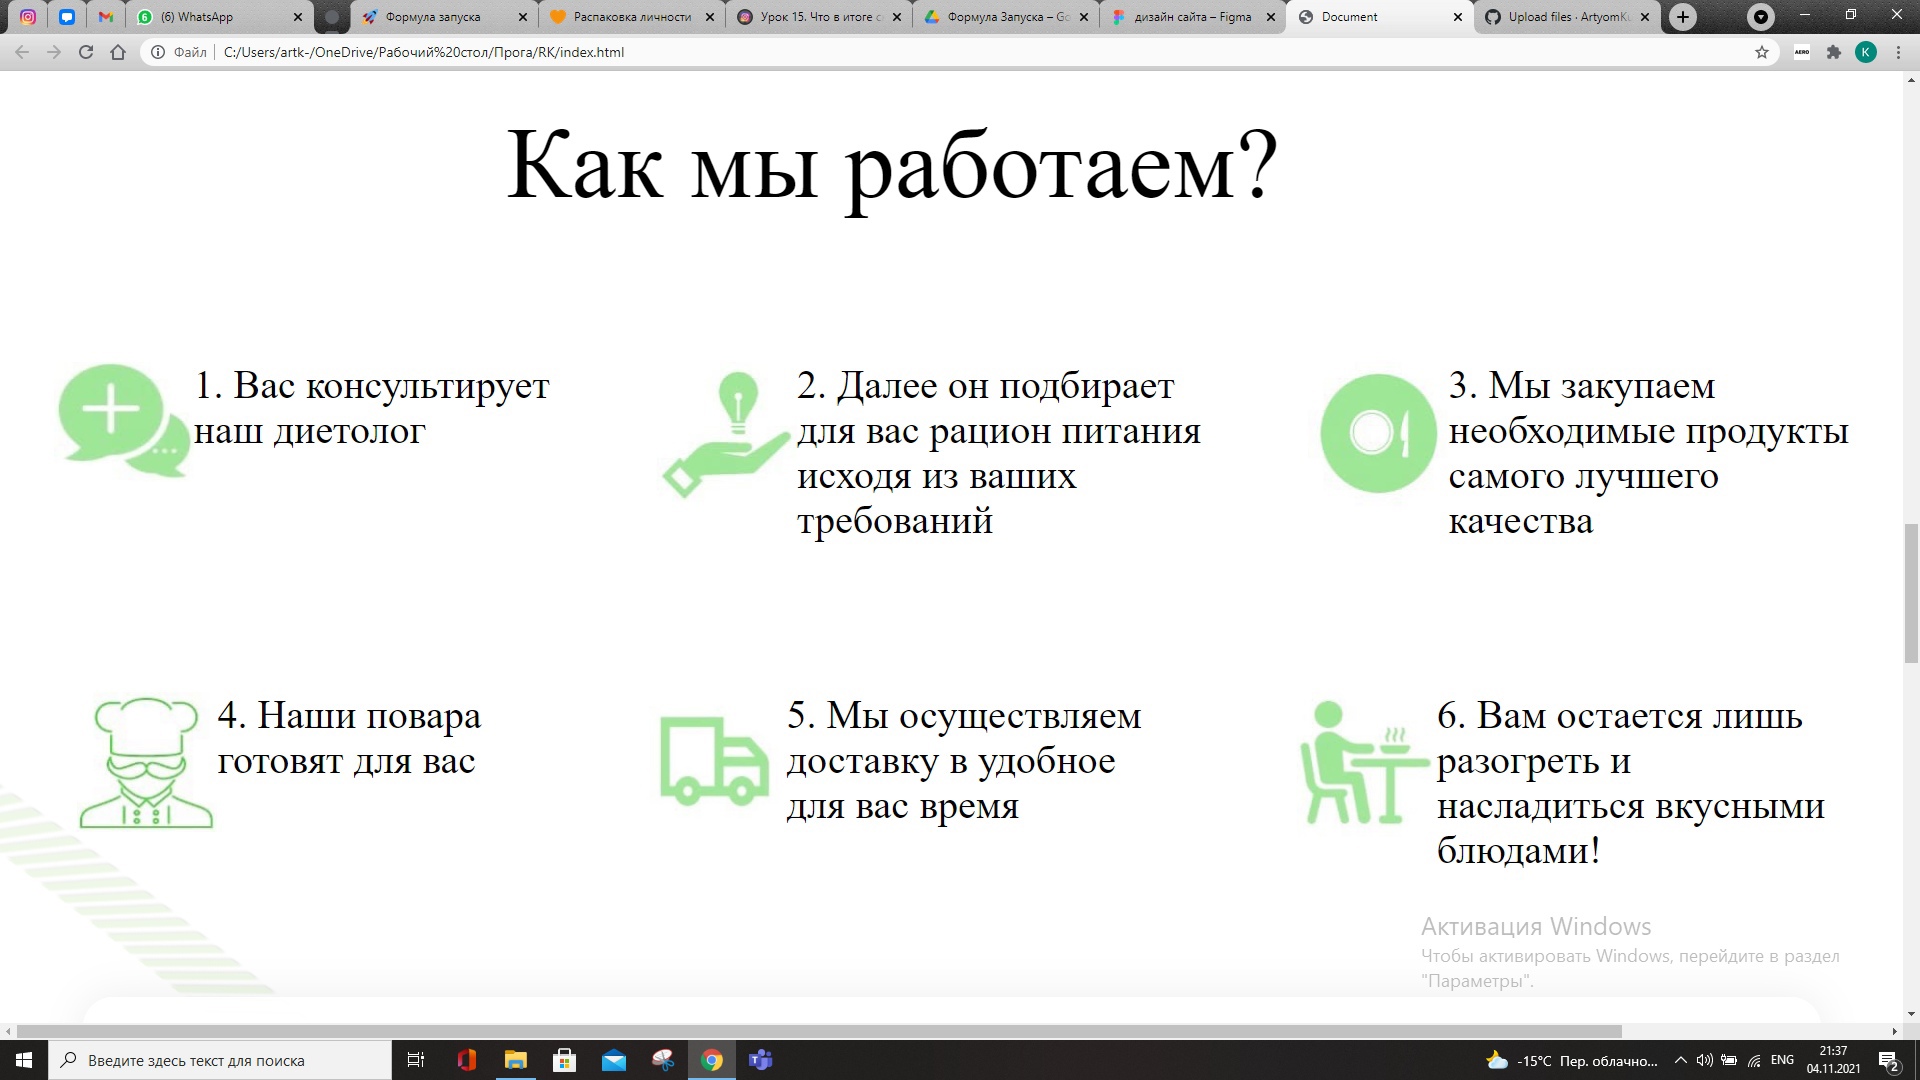 (6) WhatsApp
Формула запуска
Распаковка личности
Урок 15. Что в итоге с
Формула Запуска – Go
дизайн сайта – Figma
Document
Upload files · ArtyomKu
Файл
C:/Users/artk-/OneDrive/Рабочий%20стол/Прога/RK/index.html
AERO
K
Как мы работаем?
1. Вас консультирует
наш диетолог
2. Далее он подбирает
для вас рацион питания
исходя из ваших
требований
3. Мы закупаем
необходимые продукты
самого лучшего
качества
4. Наши повара
готовят для вас
5. Мы осуществляем
доставку в удобное
для вас время
6. Вам остается лишь
разогреть и
насладиться вкусными
блюдами!
Активация Windows
Чтобы активировать Windows, перейдите в раздел
"Параметры".
Введите здесь текст для поиска
-15°C Пер. облачно...
ENG
21:37
04.11.2021
2